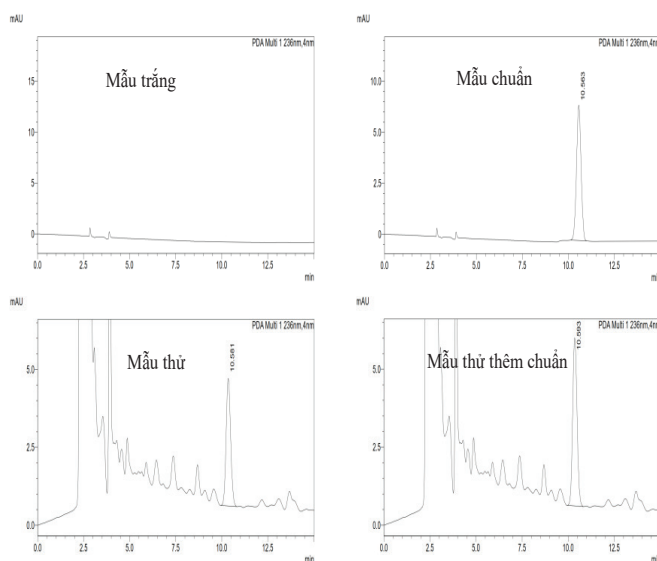 mAU
PDA Multi 1 236nm,4nm
Mẫu trắng
15
10
5
0
0.0 2.5 5.0 7.5 10.0 12.5
min
mAU
PDA Multi 1 236nm,4nm
Mẫu chuẩn
10.563
10.0
5.0
2.5
0
0.0 2.5 5.0 7.5 10.0 12.5
min
mAU
PDA Multi 1 236nm,4nm
Mẫu thử
10.581
5.0
2.5
0.0
0.0 2.5 5.0 7.5 10.0 12.5
min
mAU
PDA Multi 1 236nm,4nm
Mẫu thử thêm chuẩn
10.593
5.0
2.5
0.0
0.0 2.5 5.0 7.5 10.0 12.5
min